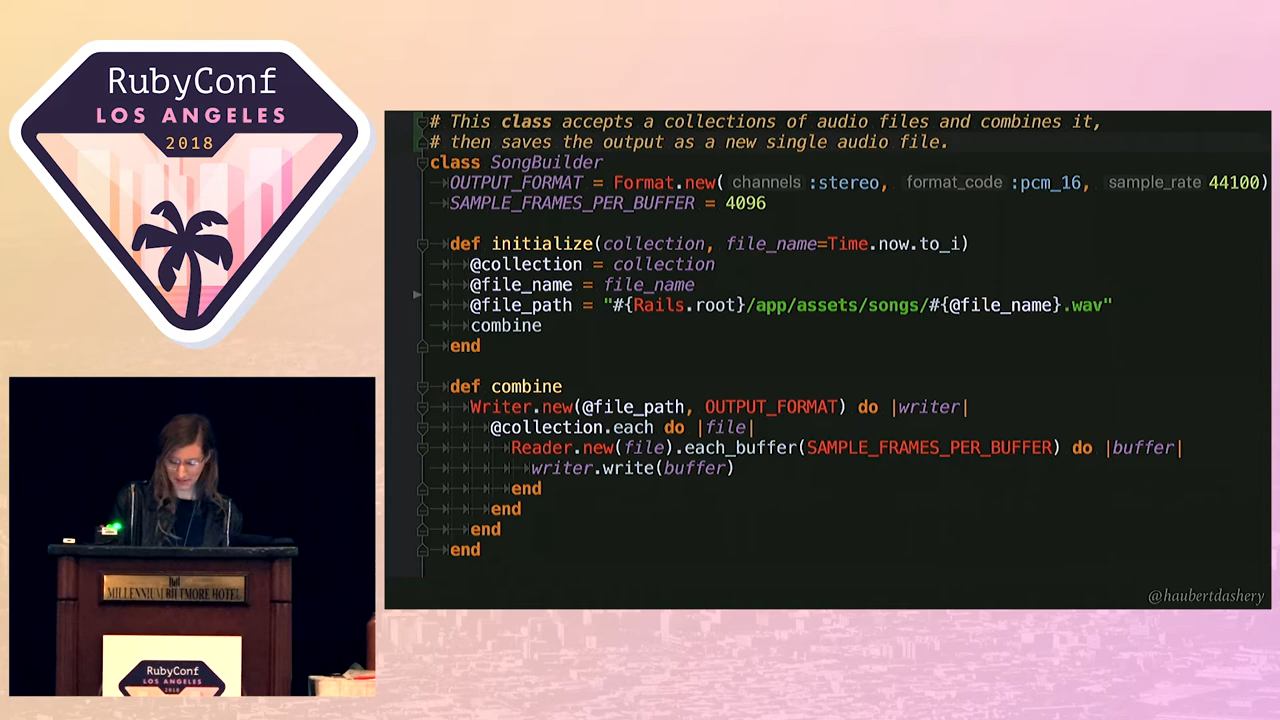 RubyConf
LOS ANGELES
2018
# This class accepts a collections of audio files and combines it,
# then saves the output as a new single audio file.
class SongBuilder
OUTPUT_FORMAT = Format.new( channels :stereo, format_code :pcm_16, sample_rate 44100)
SAMPLE_FRAMES_PER_BUFFER = 4096
def initialize(collection, file_name=Time.now.to_i)
@collection = collection
@file_name = file_name
@file_path = "#{Rails.root}/app/assets/songs/#{@file_name}.wav"
combine
end
def combine
Writer.new(@file_path, OUTPUT_FORMAT) do |writer|
@collection.each do |file|
Reader.new(file).each_buffer(SAMPLE_FRAMES_PER_BUFFER) do |buffer|
writer.write(buffer)
end
end
end
end
@haubertdashery
MILLENNIUM BILTMORE HOTEL
RubyConf
2018